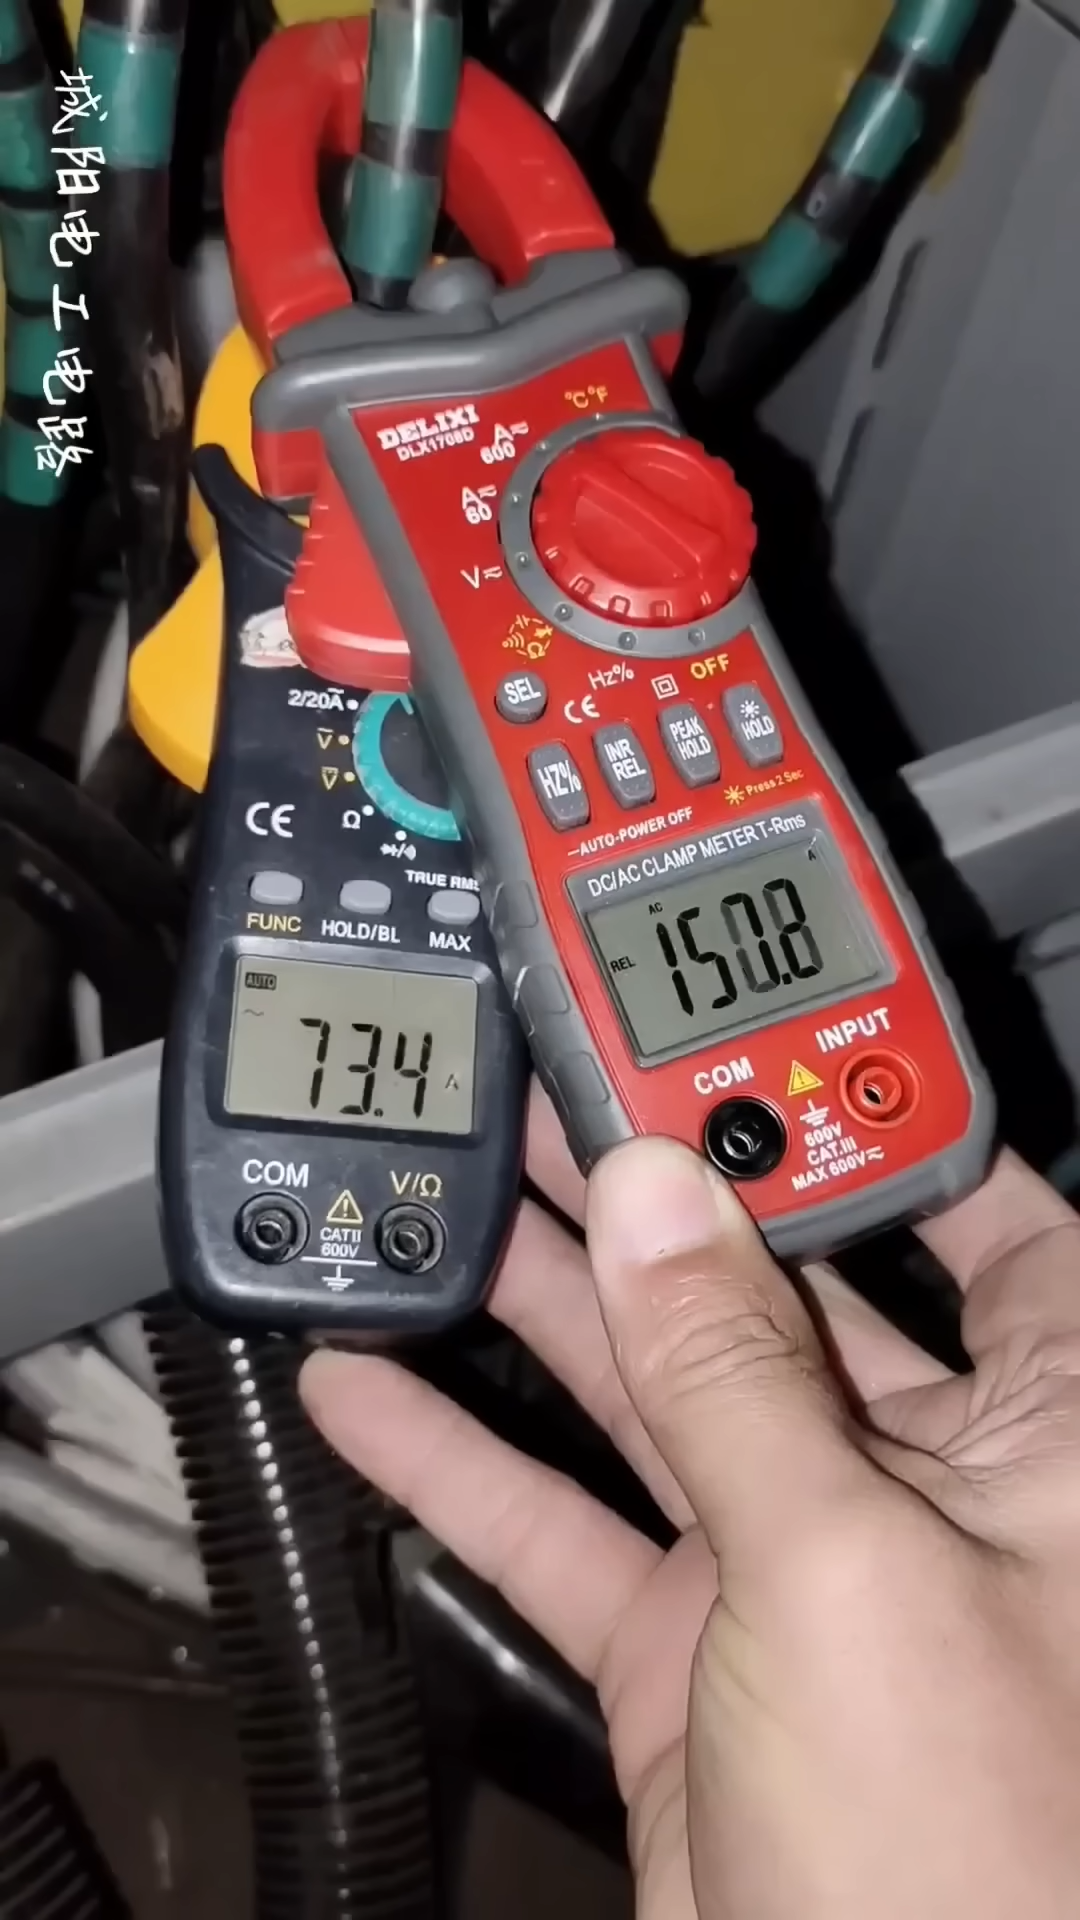 城阳电工电路
DELIXI
DLX1708D
°C°F
A≂
600
A≂
60
V≂
Ω
Hz%
OFF
SEL
CE
HZ%
INR
REL
PEAK
HOLD
HOLD
Press 2 Sec
AUTO-POWER OFF
DC/AC CLAMP METER T-Rms
A
AC
REL
150.8
COM
INPUT
600V
CAT.III
MAX 600V≂
2/20A
V
V
Ω
CE
TRUE RMS
FUNC
HOLD/BL
MAX
AUTO
~
73.4
A
COM
V/Ω
CATII
600V